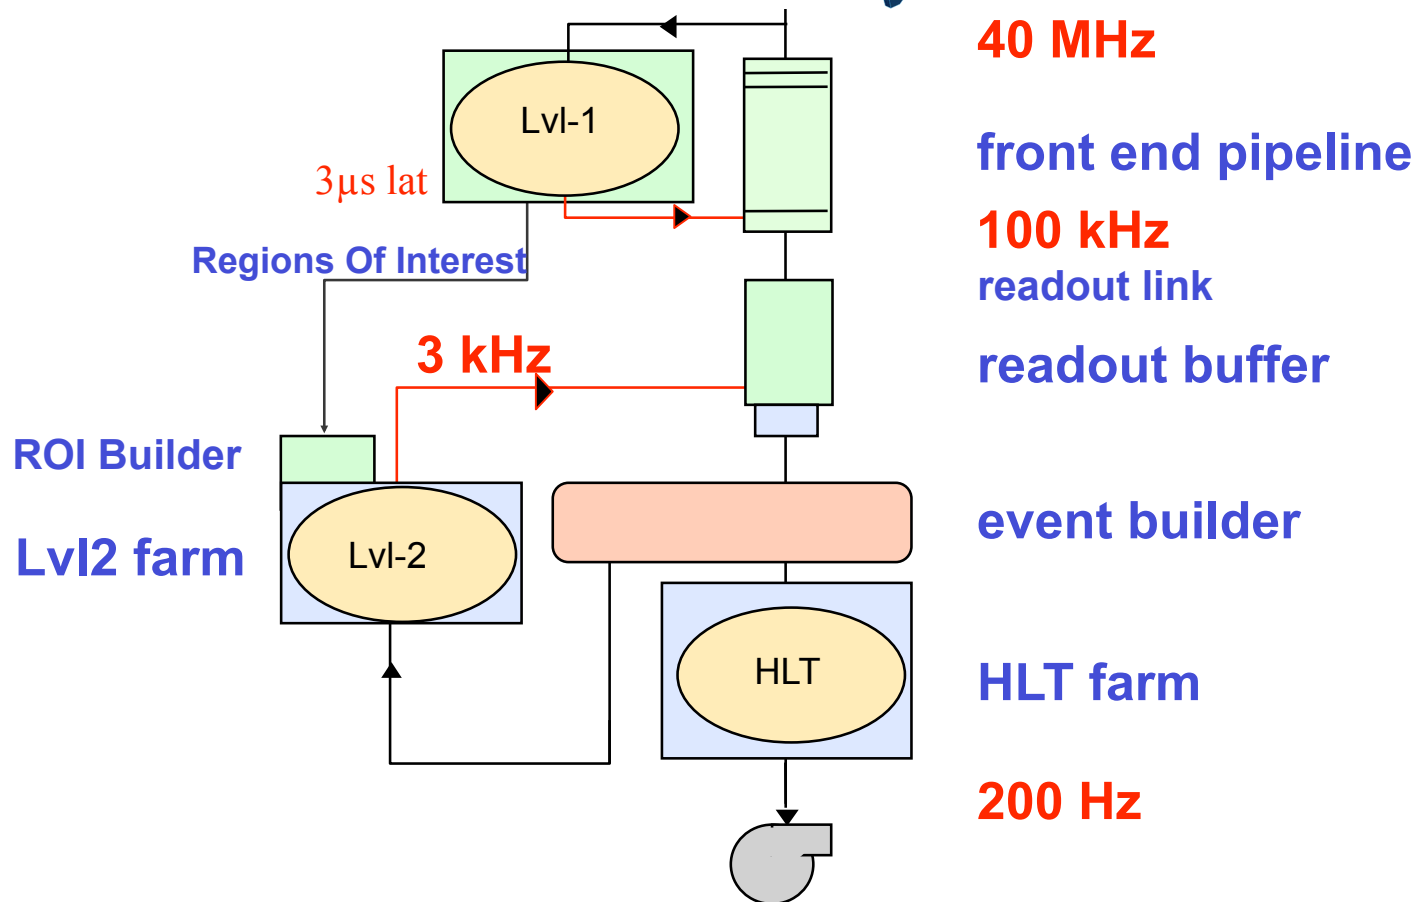 40 MHz
Lvl-1
front end pipeline
3µs lat
100 kHz
Regions Of Interest
readout link
3 kHz
readout buffer
ROI Builder
event builder
Lvl2 farm
Lvl-2
HLT
HLT farm
200 Hz